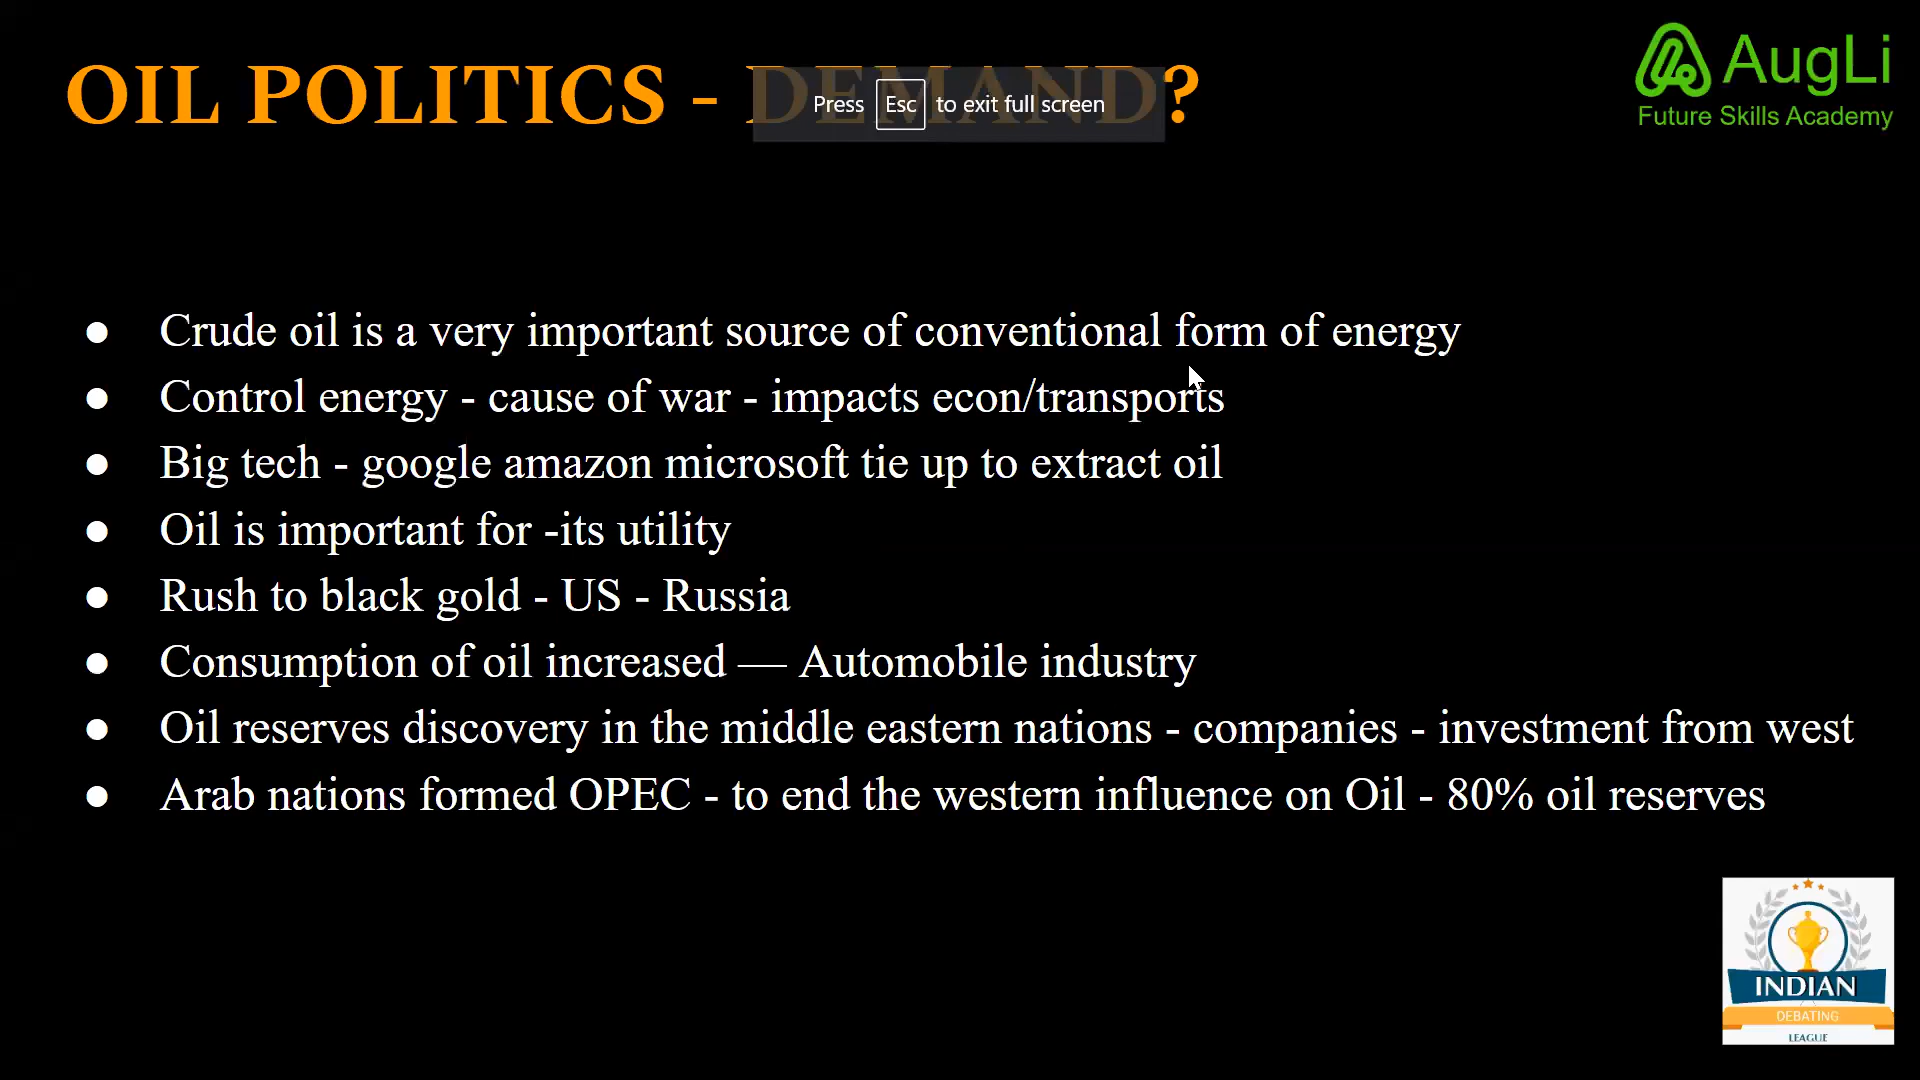 OIL POLITICS - DEMAND?
Press Esc to exit full screen
AugLi
Future Skills Academy
● Crude oil is a very important source of conventional form of energy
● Control energy - cause of war - impacts econ/transports
● Big tech - google amazon microsoft tie up to extract oil
● Oil is important for -its utility
● Rush to black gold - US - Russia
● Consumption of oil increased — Automobile industry
● Oil reserves discovery in the middle eastern nations - companies - investment from west
● Arab nations formed OPEC - to end the western influence on Oil - 80% oil reserves
INDIAN
DEBATING
LEAGUE